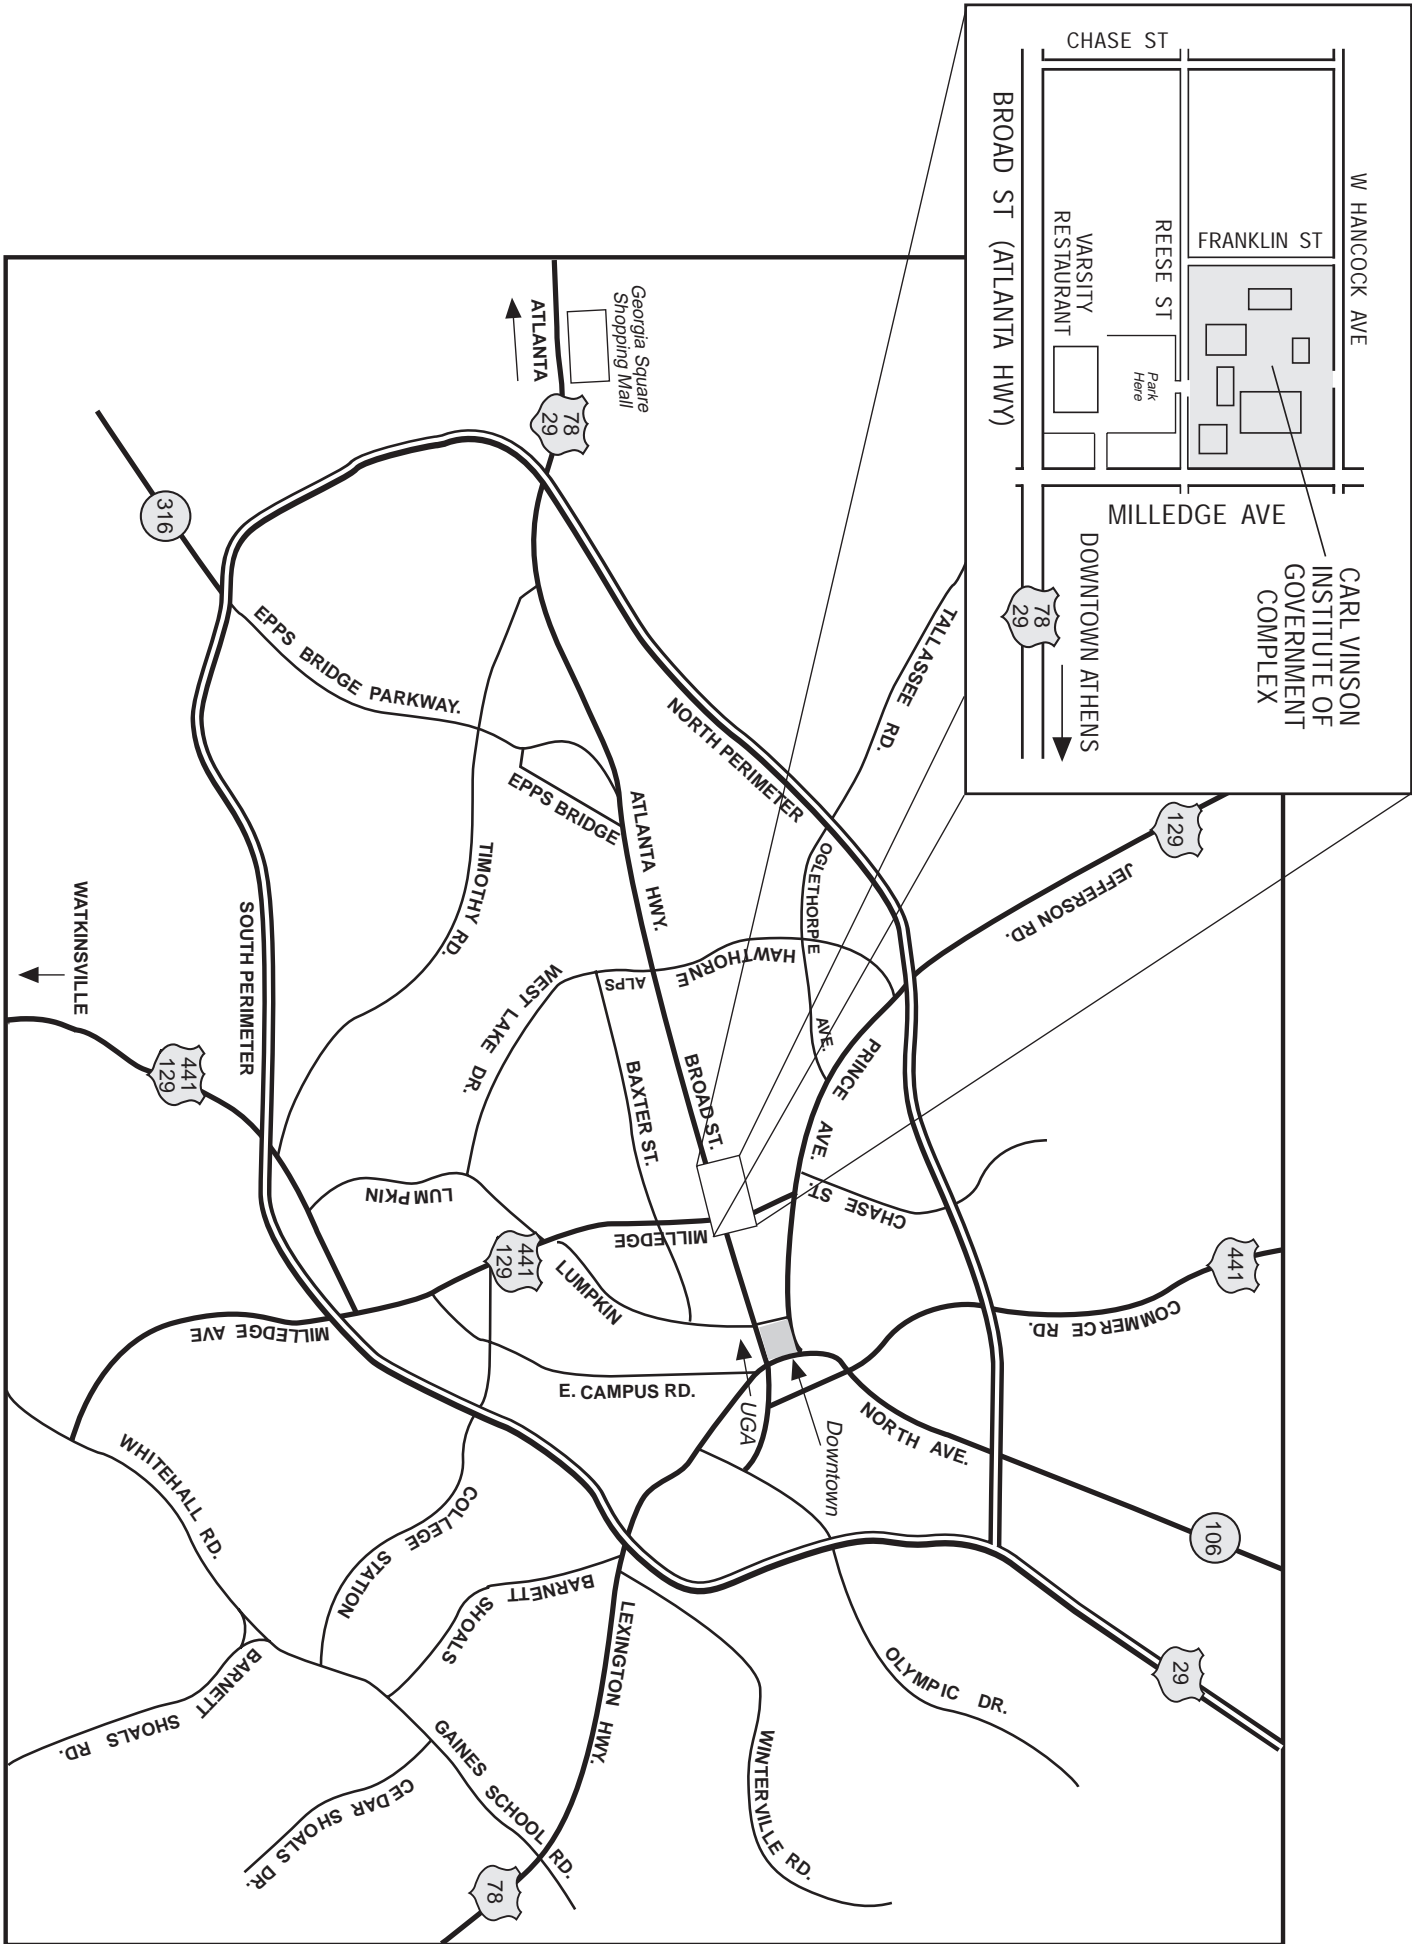 CHASE ST
BROAD ST (ATLANTA HWY)
W HANCOCK AVE
FRANKLIN ST
REESE ST
VARSITY
RESTAURANT
Park
Here
MILLEDGE AVE
CARL VINSON
INSTITUTE OF
GOVERNMENT
COMPLEX
DOWNTOWN ATHENS
78
29
Georgia Square
Shopping Mall
ATLANTA
78
29
316
EPPS BRIDGE PARKWAY.
TALLASSEE RD.
NORTH PERIMETER
EPPS BRIDGE
ATLANTA HWY.
129
JEFFERSON RD.
OGLETHORPE AVE.
TIMOTHY RD.
SOUTH PERIMETER
WATKINSVILLE
441
129
WEST LAKE DR.
ALPS
HAWTHORNE
BAXTER ST.
BROAD ST.
PRINCE AVE.
CHASE ST.
LUMPKIN
MILLEDGE
441
129
LUMPKIN
441
COMMERCE RD.
MILLEDGE AVE
E. CAMPUS RD.
UGA
Downtown
NORTH AVE.
106
WHITEHALL RD.
COLLEGE STATION
BARNETT SHOALS
LEXINGTON HWY.
OLYMPIC DR.
29
BARNETT SHOALS RD.
GAINES SCHOOL RD.
CEDAR SHOALS DR.
WINTERVILLE RD.
78